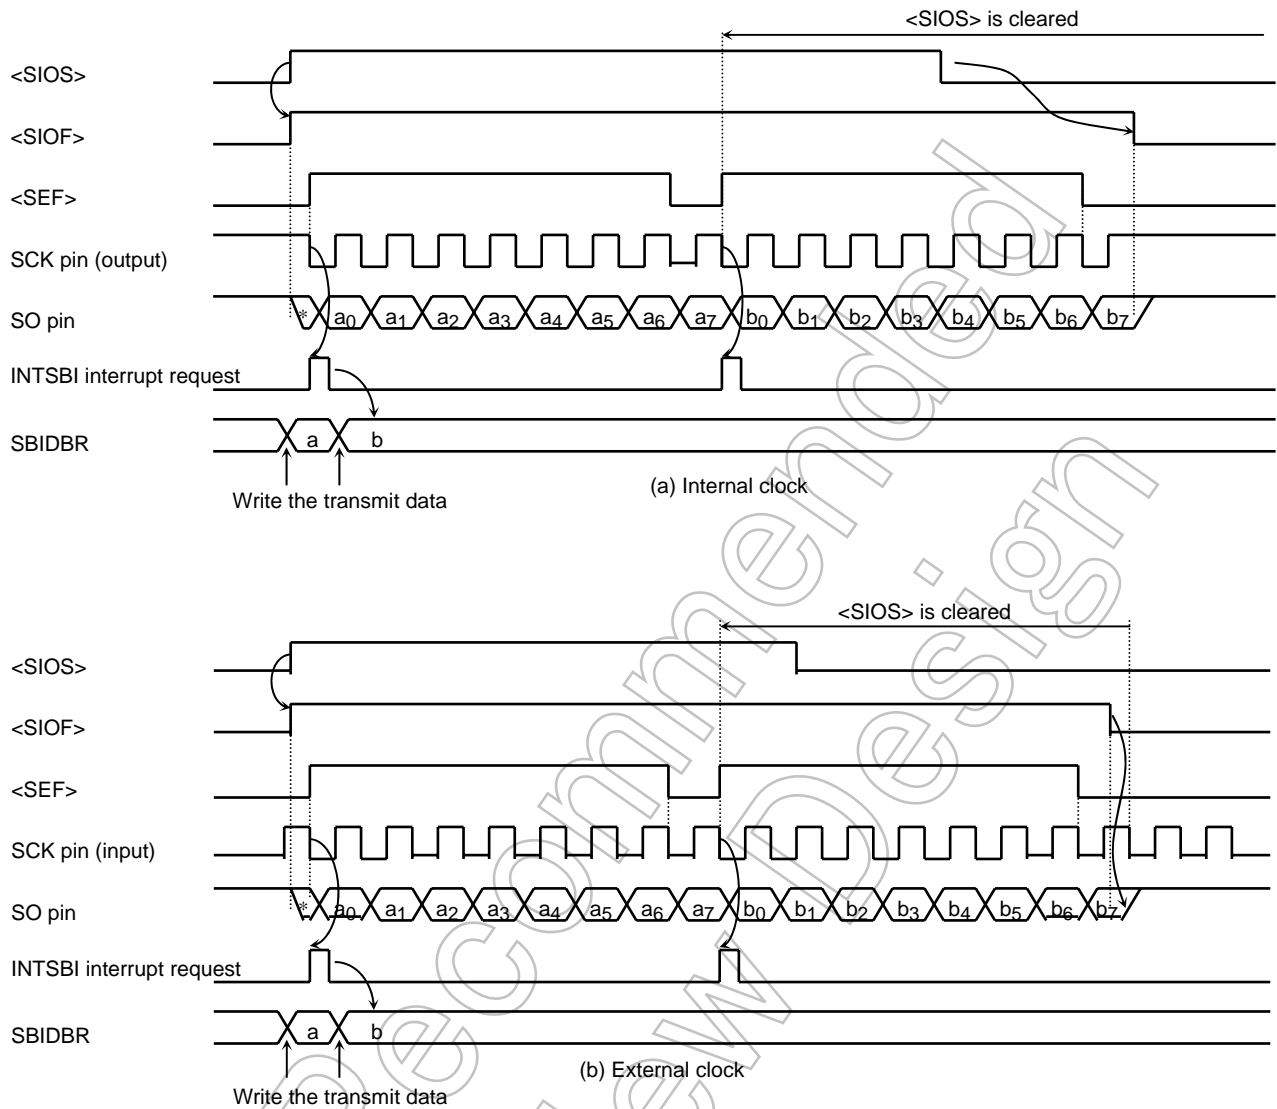 <SIOS> is cleared
<SIOS>
<SIOF>
<SEF>
SCK pin (output)
SO pin
* a0 a1 a2 a3 a4 a5 a6 a7 b0 b1 b2 b3 b4 b5 b6 b7
INTSBI interrupt request
SBIDBR
a b
(a) Internal clock
Write the transmit data
<SIOS> is cleared
<SIOS>
<SIOF>
<SEF>
SCK pin (input)
SO pin
* a0 a1 a2 a3 a4 a5 a6 a7 b0 b1 b2 b3 b4 b5 b6 b7
INTSBI interrupt request
SBIDBR
a b
(b) External clock
Write the transmit data
Recommended
Design